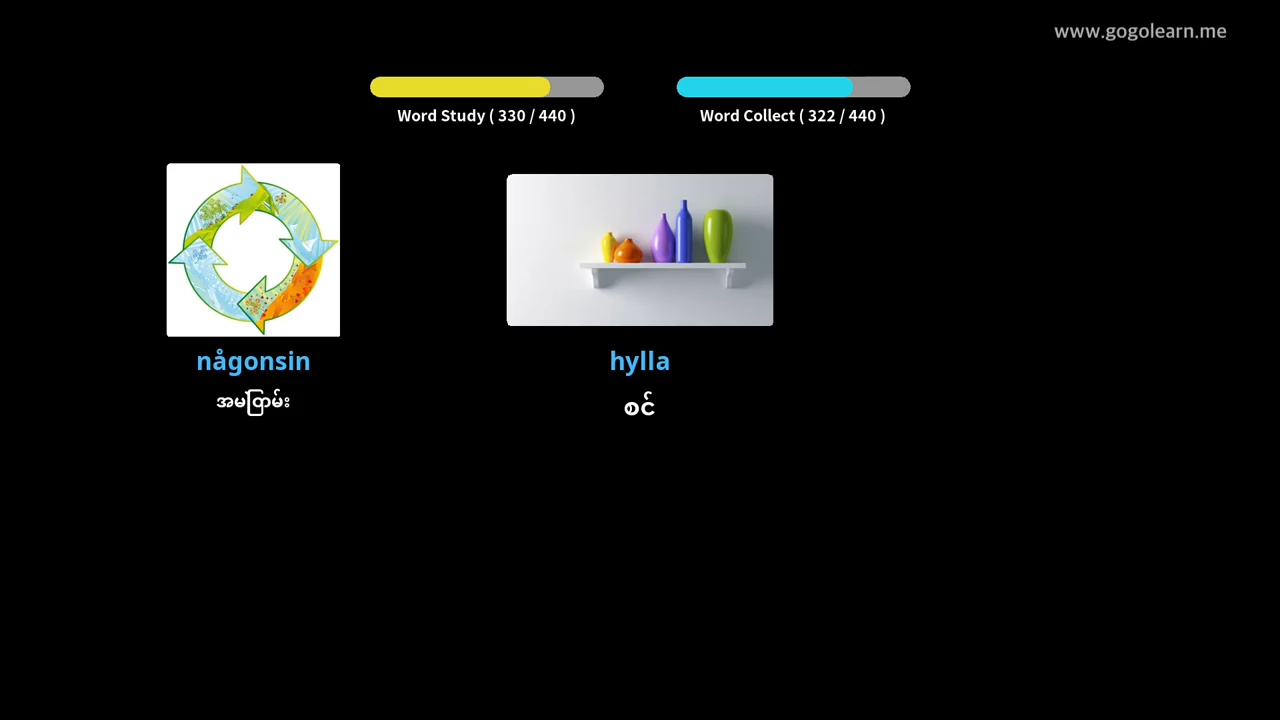 www.gogolearn.me
Word Study ( 330 / 440 )
Word Collect ( 322 / 440 )
någonsin
hylla
အမြဲတမ်း
စင်